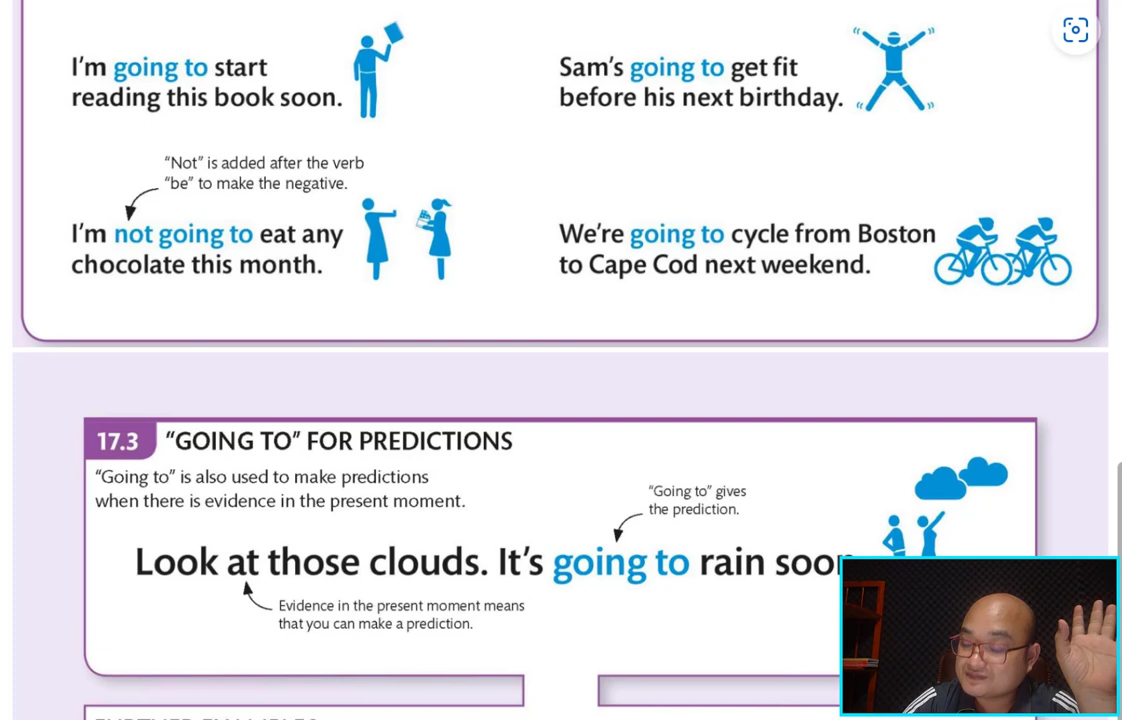 I'm going to start
reading this book soon.
Sam's going to get fit
before his next birthday.
"Not" is added after the verb
"be" to make the negative.
I'm not going to eat any
chocolate this month.
We're going to cycle from Boston
to Cape Cod next weekend.
17.3 "GOING TO" FOR PREDICTIONS
"Going to" is also used to make predictions
when there is evidence in the present moment.
"Going to" gives
the prediction.
Look at those clouds. It's going to rain soon
Evidence in the present moment means
that you can make a prediction.